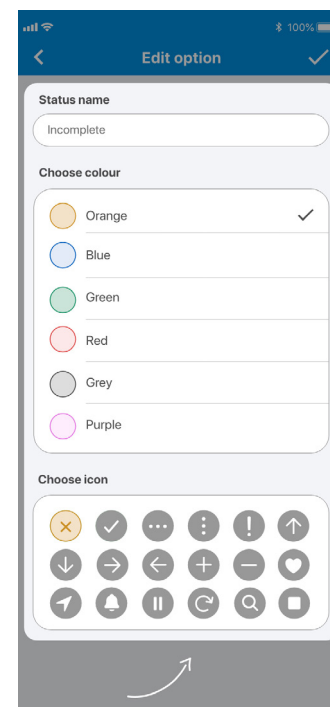 100%
Edit option
Status name
Incomplete
Choose colour
Orange
Blue
Green
Red
Grey
Purple
Choose icon